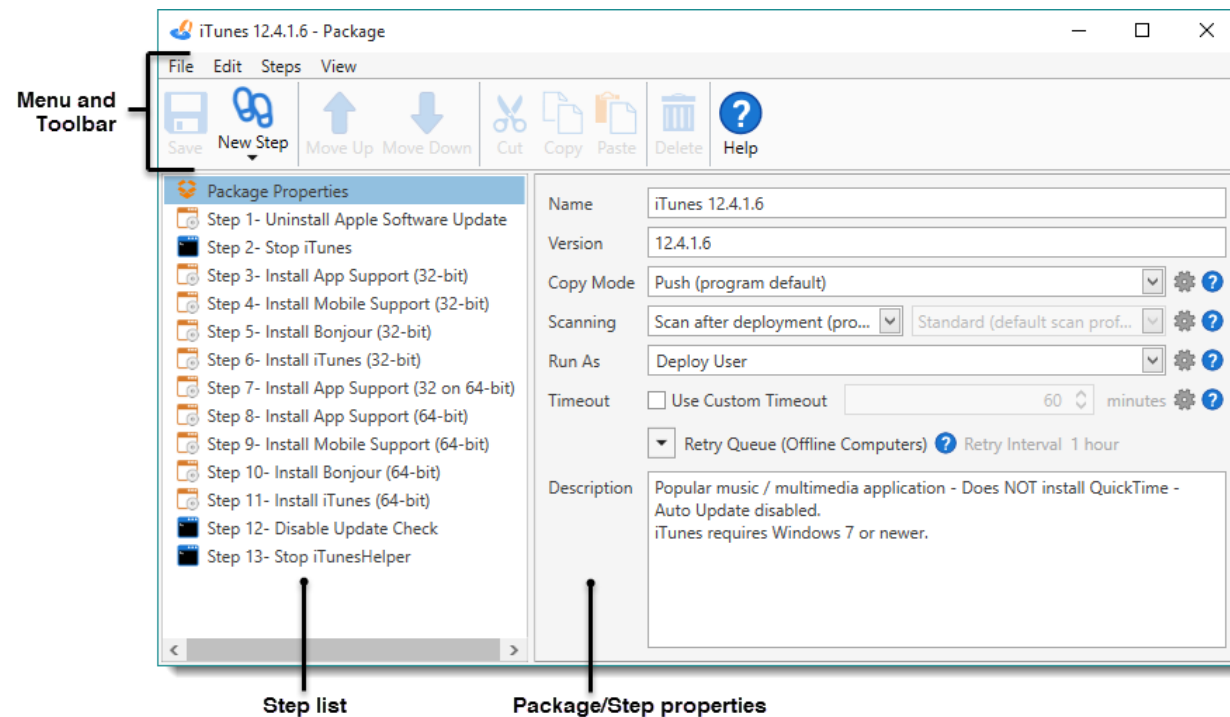 iTunes 12.4.1.6 - Package
File Edit Steps View
Menu and
Toolbar
Save New Step Move Up Move Down Cut Copy Paste Delete Help
Package Properties
Step 1- Uninstall Apple Software Update
Step 2- Stop iTunes
Step 3- Install App Support (32-bit)
Step 4- Install Mobile Support (32-bit)
Step 5- Install Bonjour (32-bit)
Step 6- Install iTunes (32-bit)
Step 7- Install App Support (32 on 64-bit)
Step 8- Install App Support (64-bit)
Step 9- Install Mobile Support (64-bit)
Step 10- Install Bonjour (64-bit)
Step 11- Install iTunes (64-bit)
Step 12- Disable Update Check
Step 13- Stop iTunesHelper
Name iTunes 12.4.1.6
Version 12.4.1.6
Copy Mode Push (program default)
Scanning Scan after deployment (pro... Standard (default scan prof...
Run As Deploy User
Timeout Use Custom Timeout 60 minutes
Retry Queue (Offline Computers) Retry Interval 1 hour
Description Popular music / multimedia application - Does NOT install QuickTime -
Auto Update disabled.
iTunes requires Windows 7 or newer.
Step list
Package/Step properties